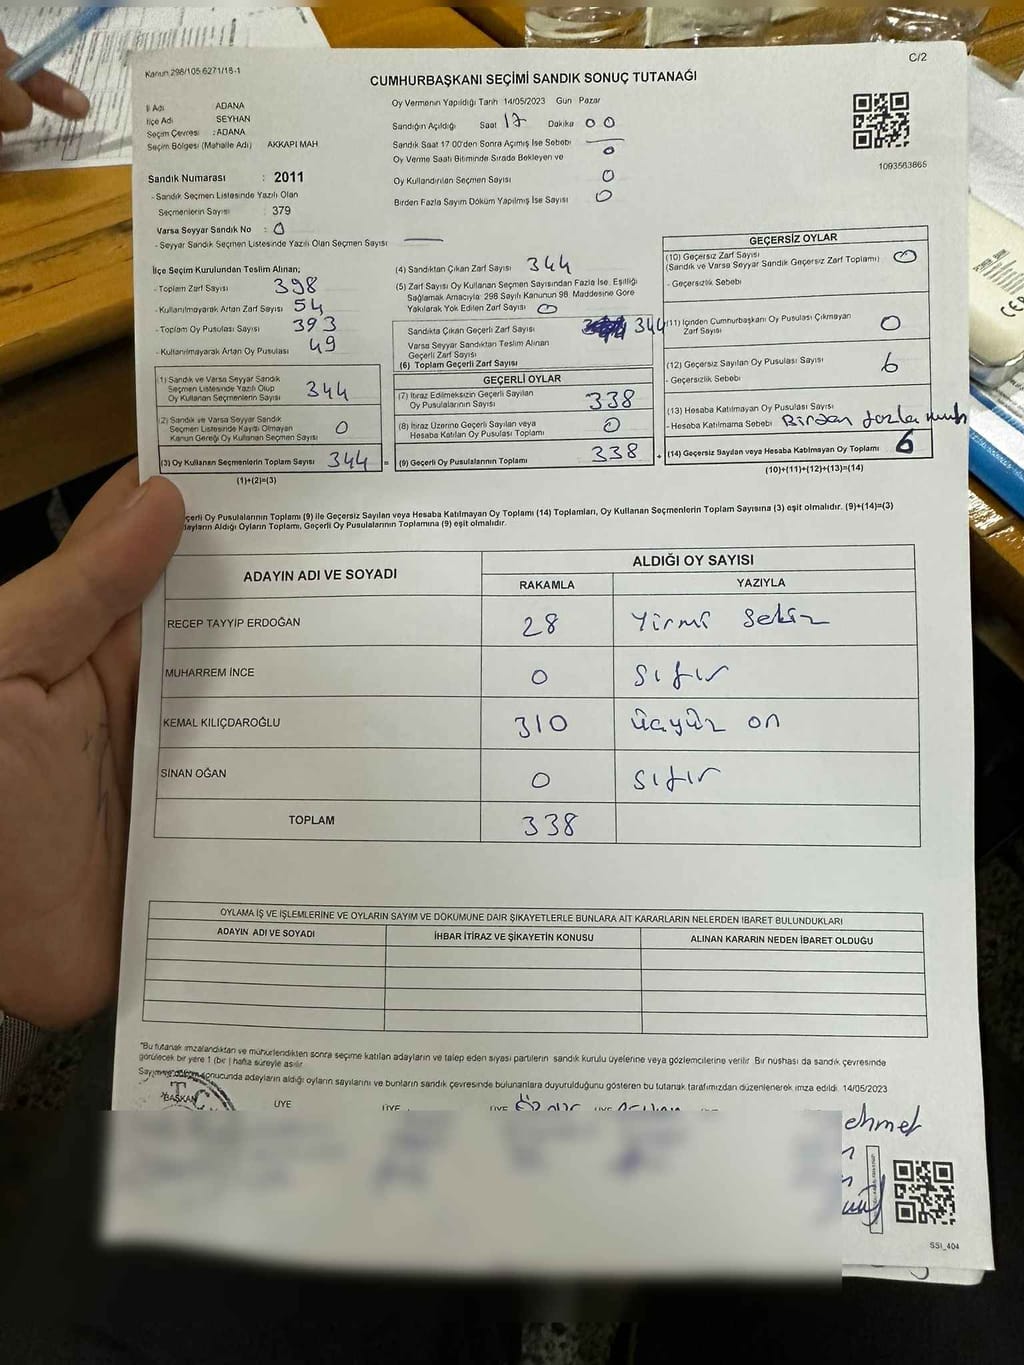 Kanun 298/105 6271/18-1
C/2
CUMHURBAŞKANI SEÇİMİ SANDIK SONUÇ TUTANAĞI
İl Adı ADANA
İlçe Adı SEYHAN
Seçim Çevresi : ADANA
Seçim Bölgesi (Mahalle Adı) AKKAPI MAH
Sandık Numarası : 2011
- Sandık Seçmen Listesinde Yazılı Olan
Seçmenlerin Sayısı : 379
Varsa Seyyar Sandık No : 0
- Seyyar Sandık Seçmen Listesinde Yazılı Olan Seçmen Sayısı
Oy Vermenin Yapıldığı Tarih 14/05/2023 Gün Pazar
Sandığın Açıldığı Saat 17 Dakika 00
Sandık Saat 17:00'den Sonra Açımış İse Sebebi
Oy Verme Saati Bitiminde Sırada Bekleyen ve 0
Oy Kullandırılan Seçmen Sayısı 0
Birden Fazla Sayım Döküm Yapılmış İse Sayısı 0
1093563865
İlçe Seçim Kurulundan Teslim Alınan;
- Toplam Zarf Sayısı 398
- Kullanılmayarak Artan Zarf Sayısı 54
- Toplam Oy Pusulası Sayısı 393
- Kullanılmayarak Artan Oy Pusulası 49
(1) Sandık ve Varsa Seyyar Sandık
Seçmen Listesinde Yazılı Olup
Oy Kullanan Seçmenlerin Sayısı 344
(2) Sandık ve Varsa Seyyar Sandık
Seçmen Listesinde Kaydı Olmayan
Kanun Gereği Oy Kullanan Seçmen Sayısı 0
(3) Oy Kullanan Seçmenlerin Toplam Sayısı 344 =
(1)+(2)=(3)
(4) Sandıktan Çıkan Zarf Sayısı 344
(5) Zarf Sayısı Oy Kullanan Seçmen Sayısından Fazla İse, Eşitliği
Sağlamak Amacıyla 298 Sayılı Kanunun 98. Maddesine Göre
Yakılarak Yok Edilen Zarf Sayısı 0
Sandıkta Çıkan Geçerli Zarf Sayısı 344
Varsa Seyyar Sandıktan Teslim Alınan
Geçerli Zarf Sayısı
(6) Toplam Geçerli Zarf Sayısı
GEÇERLİ OYLAR
(7) İtiraz Edilmeksizin Geçerli Sayılan
Oy Pusulalarının Sayısı 338
(8) İtiraz Üzerine Geçerli Sayılan veya
Hesaba Katılan Oy Pusulası Toplamı 0
(9) Geçerli Oy Pusulalarının Toplamı 338 +
GEÇERSİZ OYLAR
(10) Geçersiz Zarf Sayısı
(Sandık ve Varsa Seyyar Sandık Geçersiz Zarf Toplamı) 0
- Geçersizlik Sebebi
(11) İçinden Cumhurbaşkanı Oy Pusulası Çıkmayan
Zarf Sayısı 0
(12) Geçersiz Sayılan Oy Pusulası Sayısı 6
- Geçersizlik Sebebi
(13) Hesaba Katılmayan Oy Pusulası Sayısı
- Hesaba Katılmama Sebebi Birden fazla
(14) Geçersiz Sayılan veya Hesaba Katılmayan Oy Toplamı 6
(10)+(11)+(12)+(13)=(14)
çerli Oy Pusulalarının Toplamı (9) ile Geçersiz Sayılan veya Hesaba Katılmayan Oy Toplamı (14) Toplamları, Oy Kullanan Seçmenlerin Toplam Sayısına (3) eşit olmalıdır. (9)+(14)=(3)
dayların Aldığı Oyların Toplamı, Geçerli Oy Pusulalarının Toplamına (9) eşit olmalıdır.
ADAYIN ADI VE SOYADI ALDIĞI OY SAYISI
RAKAMLA YAZIYLA
RECEP TAYYIP ERDOĞAN 28 Yirmi Sekiz
MUHARREM İNCE 0 Sıfır
KEMAL KILIÇDAROĞLU 310 üçyüz on
SİNAN OĞAN 0 Sıfır
TOPLAM 338
OYLAMA İŞ VE İŞLEMLERİNE VE OYLARIN SAYIM VE DÖKÜMÜNE DAİR ŞİKAYETLERLE BUNLARA AİT KARARLARIN NELERDEN İBARET BULUNDUKLARI
ADAYIN ADI VE SOYADI İHBAR İTİRAZ VE ŞİKAYETİN KONUSU ALINAN KARARIN NEDEN İBARET OLDUĞU
"Bu tutanak imzalandıktan ve mühürlendikten sonra seçime katılan adayların ve talep eden siyasi partilerin sandık kurulu üyelerine veya gözlemcilerine verilir. Bir nüshası da sandık çevresinde
görülecek bir yere 1 (bir ) hafta süreyle asılır.
sonucunda adayların aldığı oyların sayılarını ve bunların sandık çevresinde bulunanlara duyurulduğunu gösteren bu tutanak tarafımızdan düzenlenerek imza edildi. 14/05/2023
BAŞKAN ÜYE ÜYE ÜYE ÜYE ÜYE
ehmet
SSİ_404